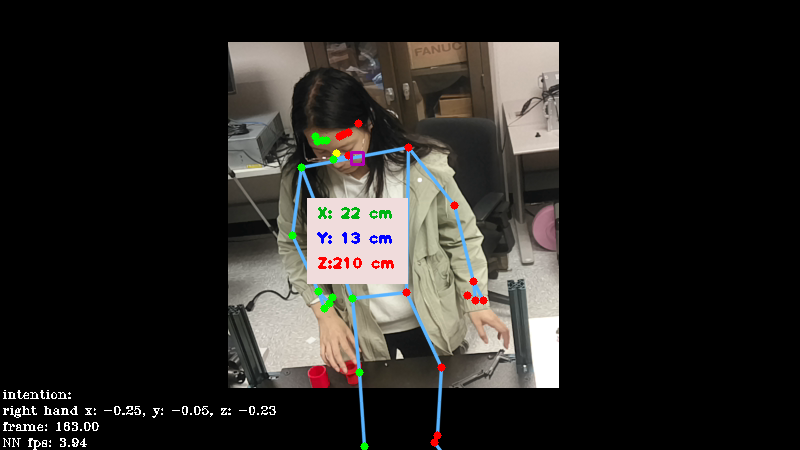 FANUC
X: 22 cm
Y: 13 cm
Z:210 cm
intention:
right hand x: -0.25, y: -0.05, z: -0.23
frame: 163.00
NN fps: 3.94